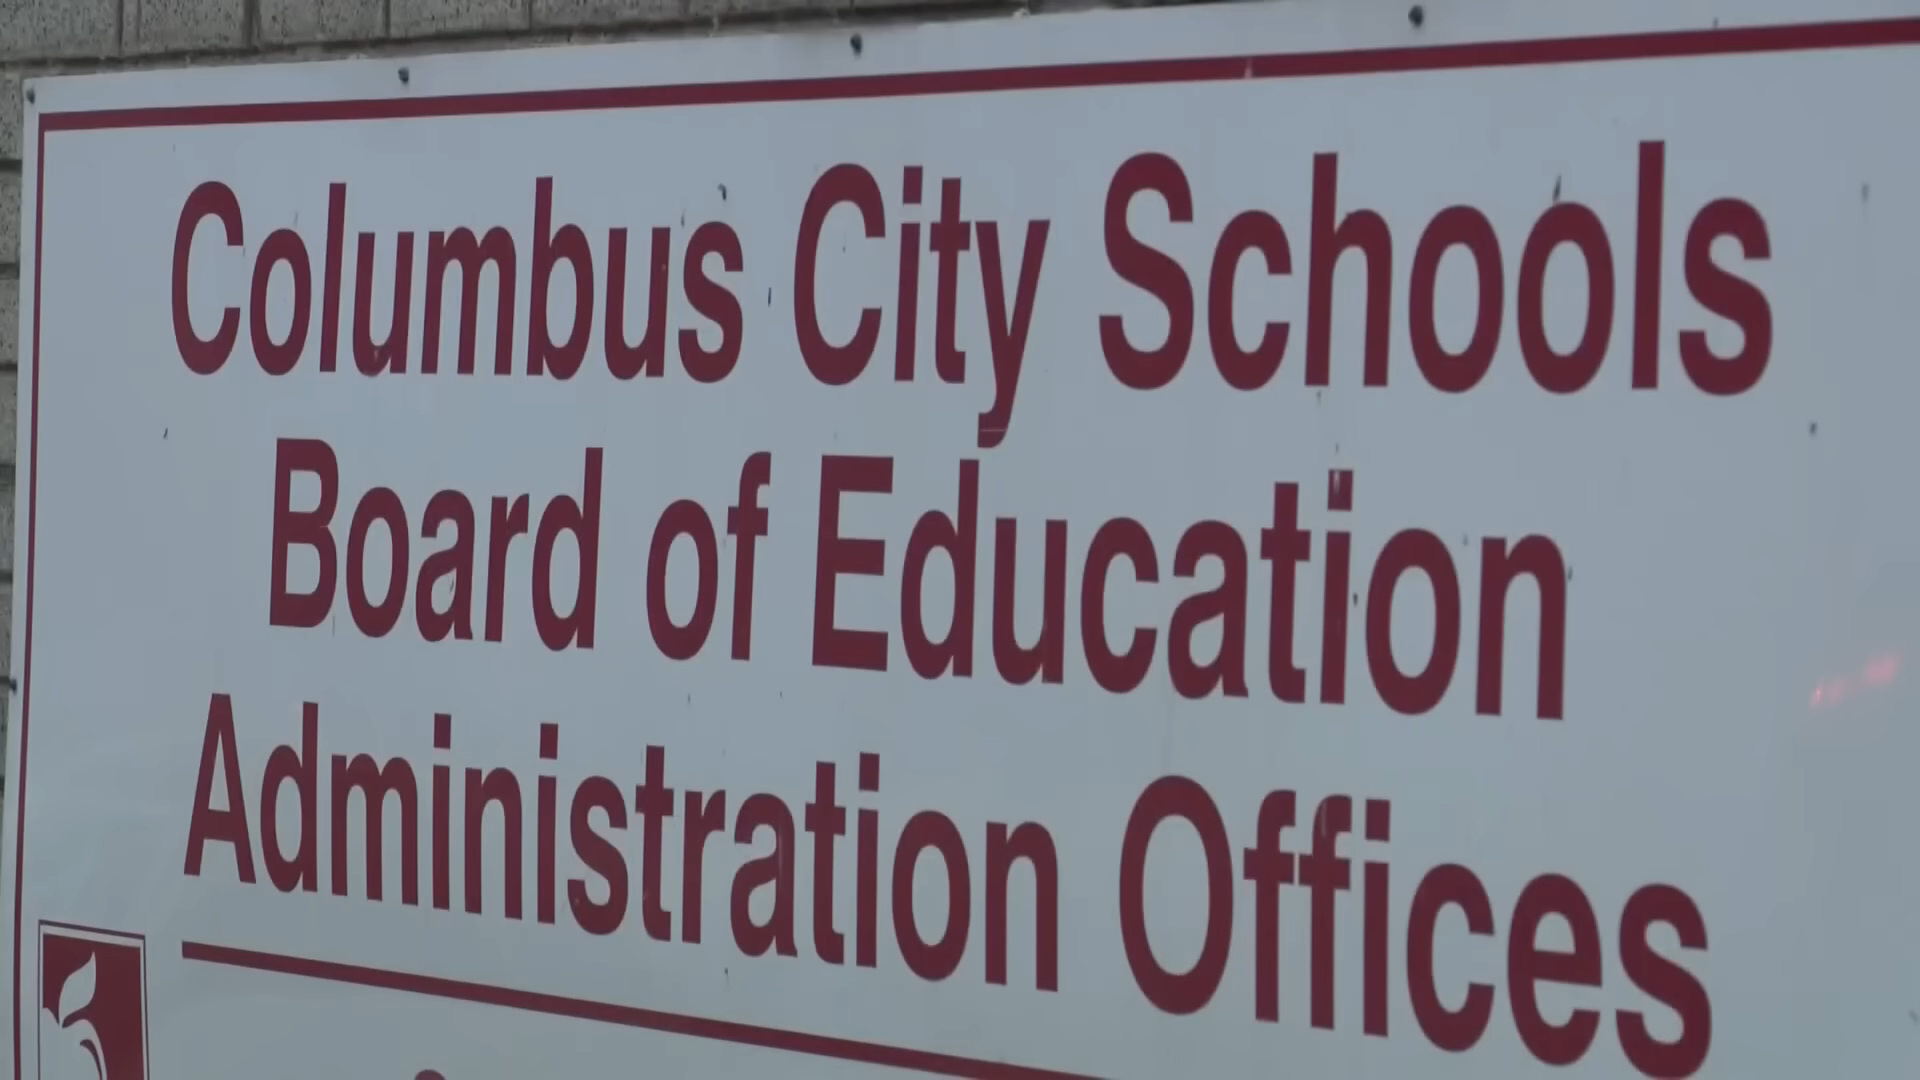 Columbus City Schools
Board of Education
Administration Offices